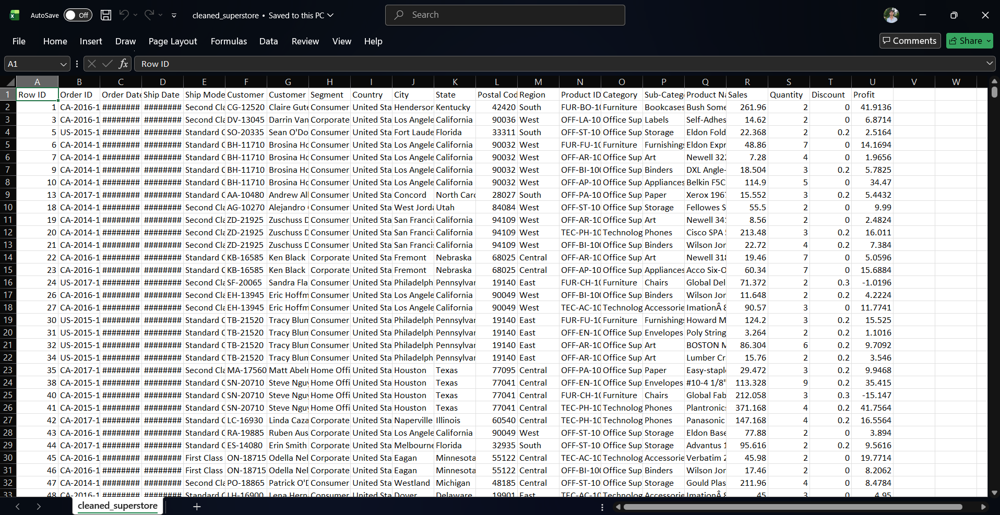 AutoSave Off cleaned_superstore • Saved to this PC Search
File Home Insert Draw Page Layout Formulas Data Review View Help Comments Share
A1 fx Row ID
A B C D E F G H I J K L M N O P Q R S T U V W
1 Row ID Order ID Order Date Ship Date Ship Mode Customer Customer Segment Country City State Postal Cod Region Product ID Category Sub-Categ Product Na Sales Quantity Discount Profit
2 1 CA-2016-1 ######## ######## Second Cla CG-12520 Claire Gute Consumer United Sta Henderson Kentucky 42420 South FUR-BO-10 Furniture Bookcases Bush Some 261.96 2 0 41.9136
3 3 CA-2016-1 ######## ######## Second Cla DV-13045 Darrin Van Corporate United Sta Los Angele California 90036 West OFF-LA-10 Office Sup Labels Self-Adhes 14.62 2 0 6.8714
4 5 US-2015-1 ######## ######## Standard C SO-20335 Sean O'Do Consumer United Sta Fort Laude Florida 33311 South OFF-ST-10 Office Sup Storage Eldon Fold 22.368 2 0.2 2.5164
5 6 CA-2014-1 ######## ######## Standard C BH-11710 Brosina Ho Consumer United Sta Los Angele California 90032 West FUR-FU-10 Furniture Furnishings Eldon Expr 48.86 7 0 14.1694
6 7 CA-2014-1 ######## ######## Standard C BH-11710 Brosina Ho Consumer United Sta Los Angele California 90032 West OFF-AR-10 Office Sup Art Newell 322 7.28 4 0 1.9656
7 9 CA-2014-1 ######## ######## Standard C BH-11710 Brosina Ho Consumer United Sta Los Angele California 90032 West OFF-BI-100 Office Sup Binders DXL Angle- 18.504 3 0.2 5.7825
8 10 CA-2014-1 ######## ######## Standard C BH-11710 Brosina Ho Consumer United Sta Los Angele California 90032 West OFF-AP-10 Office Sup Appliances Belkin F5C 114.9 5 0 34.47
9 13 CA-2017-1 ######## ######## Standard C AA-10480 Andrew All Consumer United Sta Concord North Caro 28027 South OFF-PA-10 Office Sup Paper Xerox 1967 15.552 3 0.2 5.4432
10 18 CA-2014-1 ######## ######## Second Cla AG-10270 Alejandro Consumer United Sta West Jorda Utah 84084 West OFF-ST-10 Office Sup Storage Fellowes S 55.5 2 0 9.99
11 19 CA-2014-1 ######## ######## Second Cla ZD-21925 Zuschuss D Consumer United Sta San Francis California 94109 West OFF-AR-10 Office Sup Art Newell 341 8.56 2 0 2.4824
12 20 CA-2014-1 ######## ######## Second Cla ZD-21925 Zuschuss D Consumer United Sta San Francis California 94109 West TEC-PH-10 Technolog Phones Cisco SPA 213.48 3 0.2 16.011
13 21 CA-2014-1 ######## ######## Second Cla ZD-21925 Zuschuss D Consumer United Sta San Francis California 94109 West OFF-BI-100 Office Sup Binders Wilson Jor 22.72 4 0.2 7.384
14 22 CA-2016-1 ######## ######## Standard C KB-16585 Ken Black Corporate United Sta Fremont Nebraska 68025 Central OFF-AR-10 Office Sup Art Newell 318 19.46 7 0 5.0596
15 23 CA-2016-1 ######## ######## Standard C KB-16585 Ken Black Corporate United Sta Fremont Nebraska 68025 Central OFF-AP-10 Office Sup Appliances Acco Six-O 60.34 7 0 15.6884
16 24 US-2017-1 ######## ######## Second Cla SF-20065 Sandra Fla Consumer United Sta Philadelph Pennsylvan 19140 East FUR-CH-10 Furniture Chairs Global Del 71.372 2 0.3 -1.0196
17 26 CA-2016-1 ######## ######## Second Cla EH-13945 Eric Hoffm Consumer United Sta Los Angele California 90049 West OFF-BI-100 Office Sup Binders Wilson Jor 11.648 2 0.2 4.2224
18 27 CA-2016-1 ######## ######## Second Cla EH-13945 Eric Hoffm Consumer United Sta Los Angele California 90049 West TEC-AC-10 Technolog Accessorie ImationÂ 8 90.57 3 0 11.7741
19 30 US-2015-1 ######## ######## Standard C TB-21520 Tracy Blum Consumer United Sta Philadelph Pennsylvan 19140 East FUR-FU-10 Furniture Furnishings Howard M 124.2 3 0.2 15.525
20 31 US-2015-1 ######## ######## Standard C TB-21520 Tracy Blum Consumer United Sta Philadelph Pennsylvan 19140 East OFF-EN-10 Office Sup Envelopes Poly String 3.264 2 0.2 1.1016
21 32 US-2015-1 ######## ######## Standard C TB-21520 Tracy Blum Consumer United Sta Philadelph Pennsylvan 19140 East OFF-AR-10 Office Sup Art BOSTON M 86.304 6 0.2 9.7092
22 34 US-2015-1 ######## ######## Standard C TB-21520 Tracy Blum Consumer United Sta Philadelph Pennsylvan 19140 East OFF-AR-10 Office Sup Art Lumber Cr 15.76 2 0.2 3.546
23 35 CA-2017-1 ######## ######## Second Cla MA-17560 Matt Abeln Home Offi United Sta Houston Texas 77095 Central OFF-PA-10 Office Sup Paper Easy-staple 29.472 3 0.2 9.9468
24 38 CA-2015-1 ######## ######## Standard C SN-20710 Steve Nguy Home Offi United Sta Houston Texas 77041 Central OFF-EN-10 Office Sup Envelopes #10-4 1/8" 113.328 9 0.2 35.415
25 40 CA-2015-1 ######## ######## Standard C SN-20710 Steve Nguy Home Offi United Sta Houston Texas 77041 Central FUR-CH-10 Furniture Chairs Global Fab 212.058 3 0.3 -15.147
26 41 CA-2015-1 ######## ######## Standard C SN-20710 Steve Nguy Home Offi United Sta Houston Texas 77041 Central TEC-PH-10 Technolog Phones Plantronics 371.168 4 0.2 41.7564
27 42 CA-2017-1 ######## ######## Standard C LC-16930 Linda Caza Corporate United Sta Naperville Illinois 60540 Central TEC-PH-10 Technolog Phones Panasonic 147.168 4 0.2 16.5564
28 43 CA-2016-1 ######## ######## Standard C RA-19885 Ruben Aus Corporate United Sta Los Angele California 90049 West OFF-ST-10 Office Sup Storage Eldon Base 77.88 2 0 3.894
29 44 CA-2017-1 ######## ######## Standard C ES-14080 Erin Smith Corporate United Sta Melbourne Florida 32935 South OFF-ST-10 Office Sup Storage Advantus 1 95.616 2 0.2 9.5616
30 45 CA-2016-1 ######## ######## First Class ON-18715 Odella Nel Corporate United Sta Eagan Minnesota 55122 Central TEC-AC-10 Technolog Accessorie Verbatim 2 45.98 2 0 19.7714
31 46 CA-2016-1 ######## ######## First Class ON-18715 Odella Nel Corporate United Sta Eagan Minnesota 55122 Central OFF-BI-100 Office Sup Binders Wilson Jor 17.46 2 0 8.2062
32 47 CA-2014-1 ######## ######## Second Cla PO-18865 Patrick O'D Consumer United Sta Westland Michigan 48185 Central OFF-ST-10 Office Sup Storage Gould Plas 211.96 4 0 8.4784
33 48 CA-2016-1 ######## ######## Standard C LH-16900 Lena Hern Consumer United Sta Dover Delaware 19901 East TEC-AC-10 Technolog Accessorie ImationÂ 8 45 3 0 4.95
cleaned_superstore